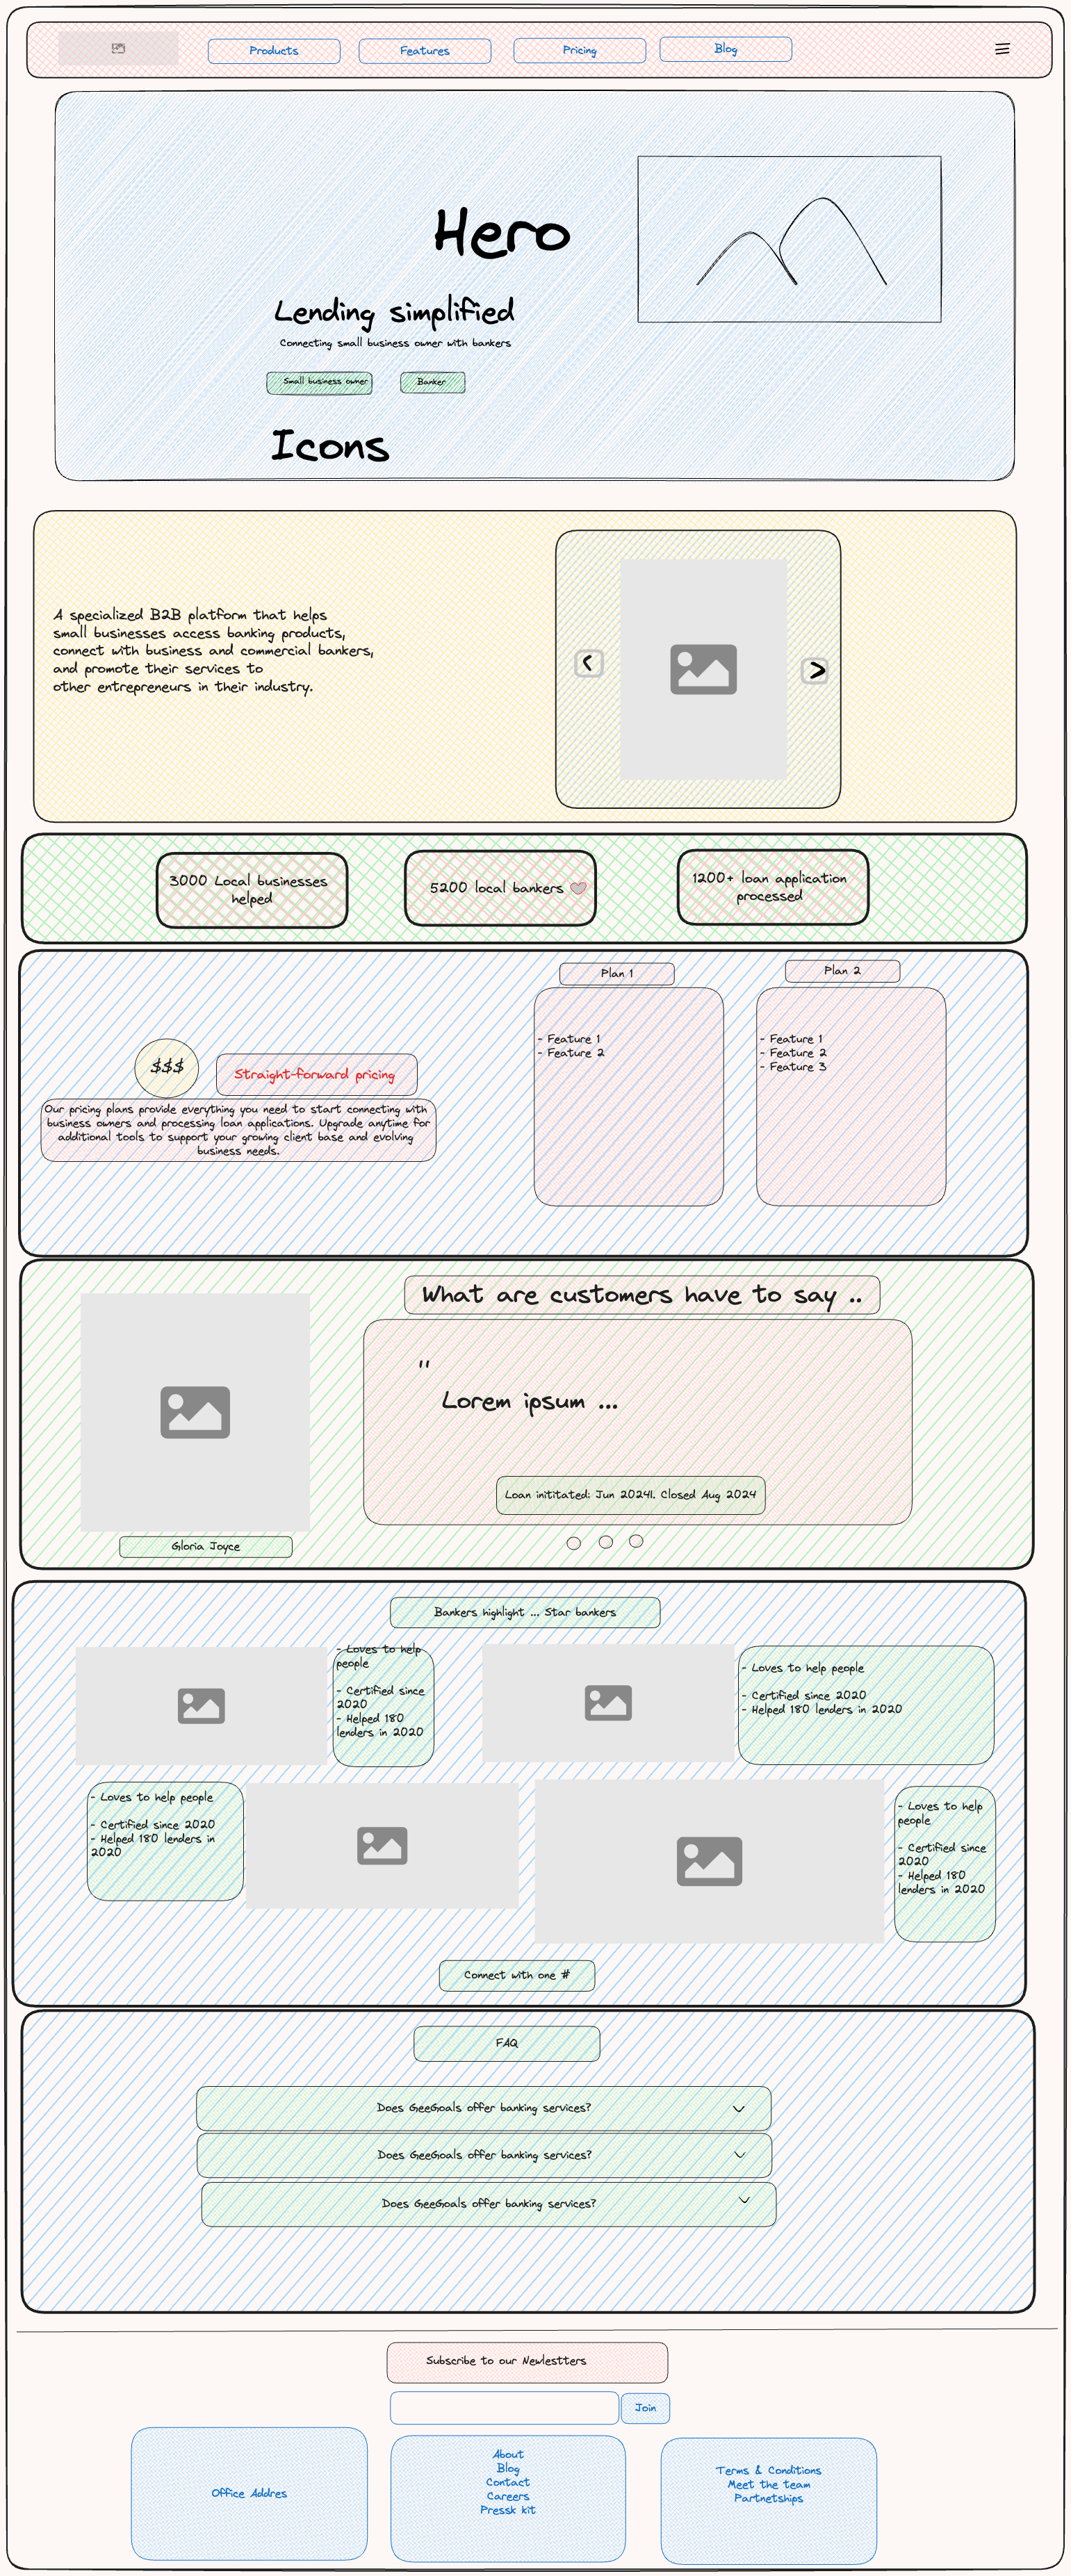 Products
Features
Pricing
Blog
Hero
Lending simplified
Connecting small business owner with bankers
Small business owner
Banker
Icons
A specialized B2B platform that helps
small businesses access banking products,
connect with business and commercial bankers,
and promote their services to
other entrepreneurs in their industry.
<
>
3000 Local businesses
helped
5200 local bankers
1200+ loan application
processed
$$$
Straight-forward pricing
Our pricing plans provide everything you need to start connecting with
business owners and processing loan applications. Upgrade anytime for
additional tools to support your growing client base and evolving
business needs.
Plan 1
- Feature 1
- Feature 2
Plan 2
- Feature 1
- Feature 2
- Feature 3
What are customers have to say ..
"
Lorem ipsum ...
Loan inititated: Jun 20241. Closed Aug 2024
Gloria Joyce
Bankers highlight ... Star bankers
- Loves to help
people
- Certified since
2020
- Helped 180
lenders in 2020
- Loves to help people
- Certified since 2020
- Helped 180 lenders in 2020
- Loves to help people
- Certified since 2020
- Helped 180 lenders in
2020
- Loves to help
people
- Certified since
2020
- Helped 180
lenders in 2020
Connect with one #
FAQ
Does GeeGoals offer banking services?
Does GeeGoals offer banking services?
Does GeeGoals offer banking services?
Subscribe to our Newlestters
Join
Office Addres
About
Blog
Contact
Careers
Pressk kit
Terms & Conditions
Meet the team
Partnetships